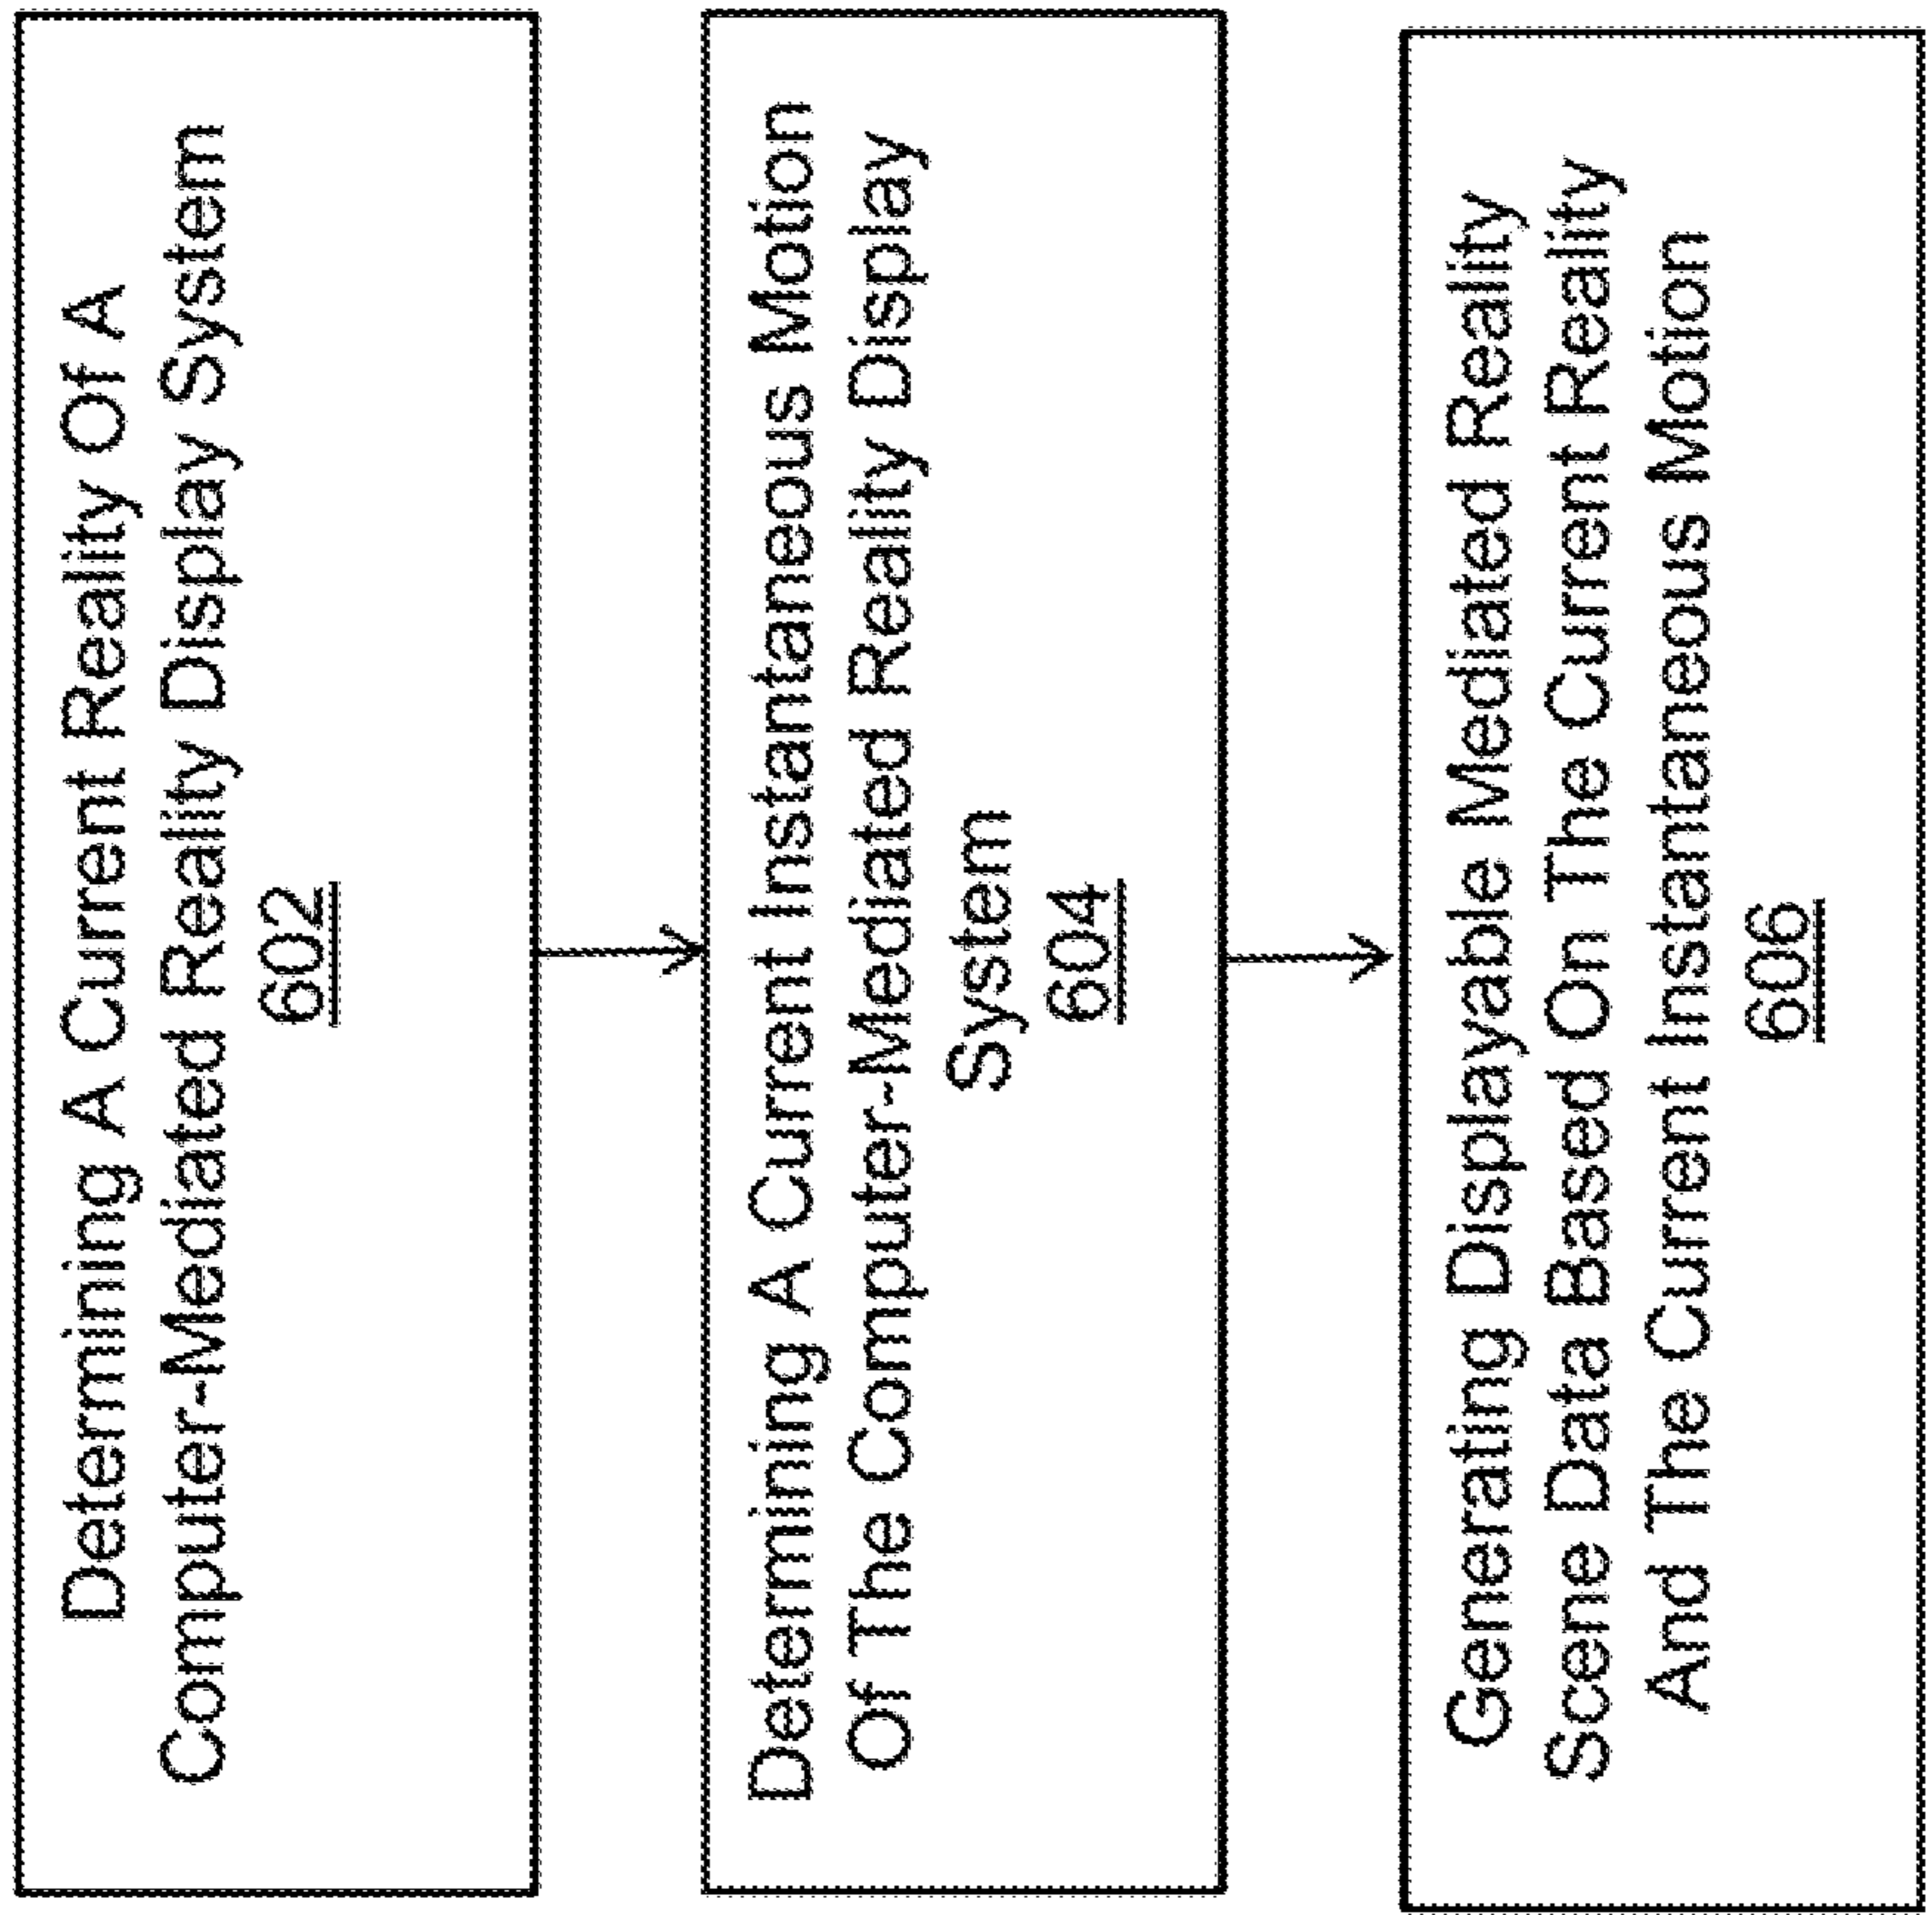 Determining A Current Reality Of A
Computer-Mediated Reality Display System
602
Determining A Current Instantaneous Motion
Of The Computer-Mediated Reality Display
System
604
Generating Displayable Mediated Reality
Scene Data Based On The Current Reality
And The Current Instantaneous Motion
606